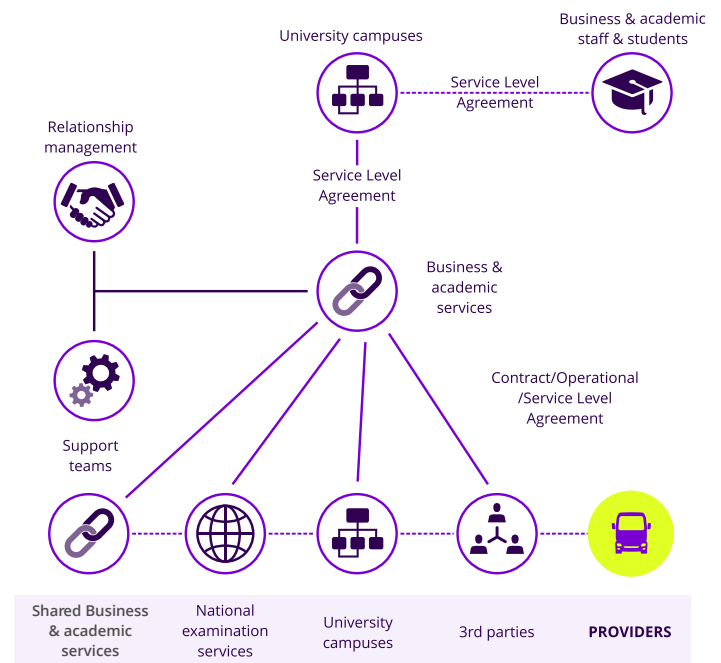 University campuses
Business & academic
staff & students
Service Level
Agreement
Relationship
management
Service Level
Agreement
Business &
academic
services
Contract/Operational
/Service Level
Agreement
Support
teams
Shared Business
& academic
services
National
examination
services
University
campuses
3rd parties
PROVIDERS